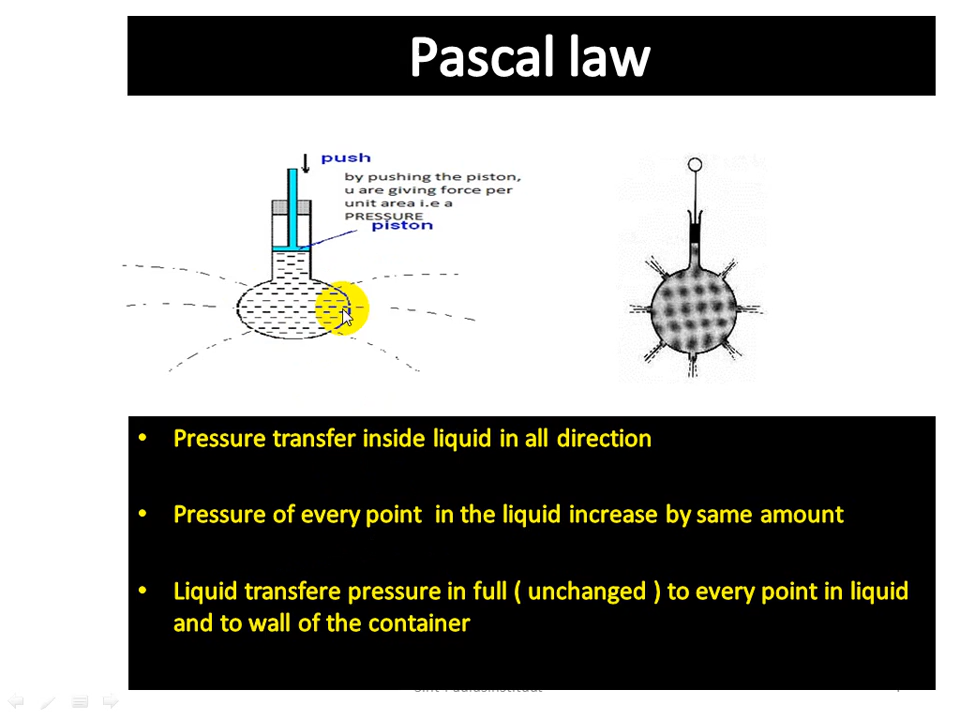 Pascal law
push
by pushing the piston,
u are giving force per
unit area i.e a
PRESSURE
piston
• Pressure transfer inside liquid in all direction
• Pressure of every point in the liquid increase by same amount
• Liquid transfere pressure in full ( unchanged ) to every point in liquid
and to wall of the container